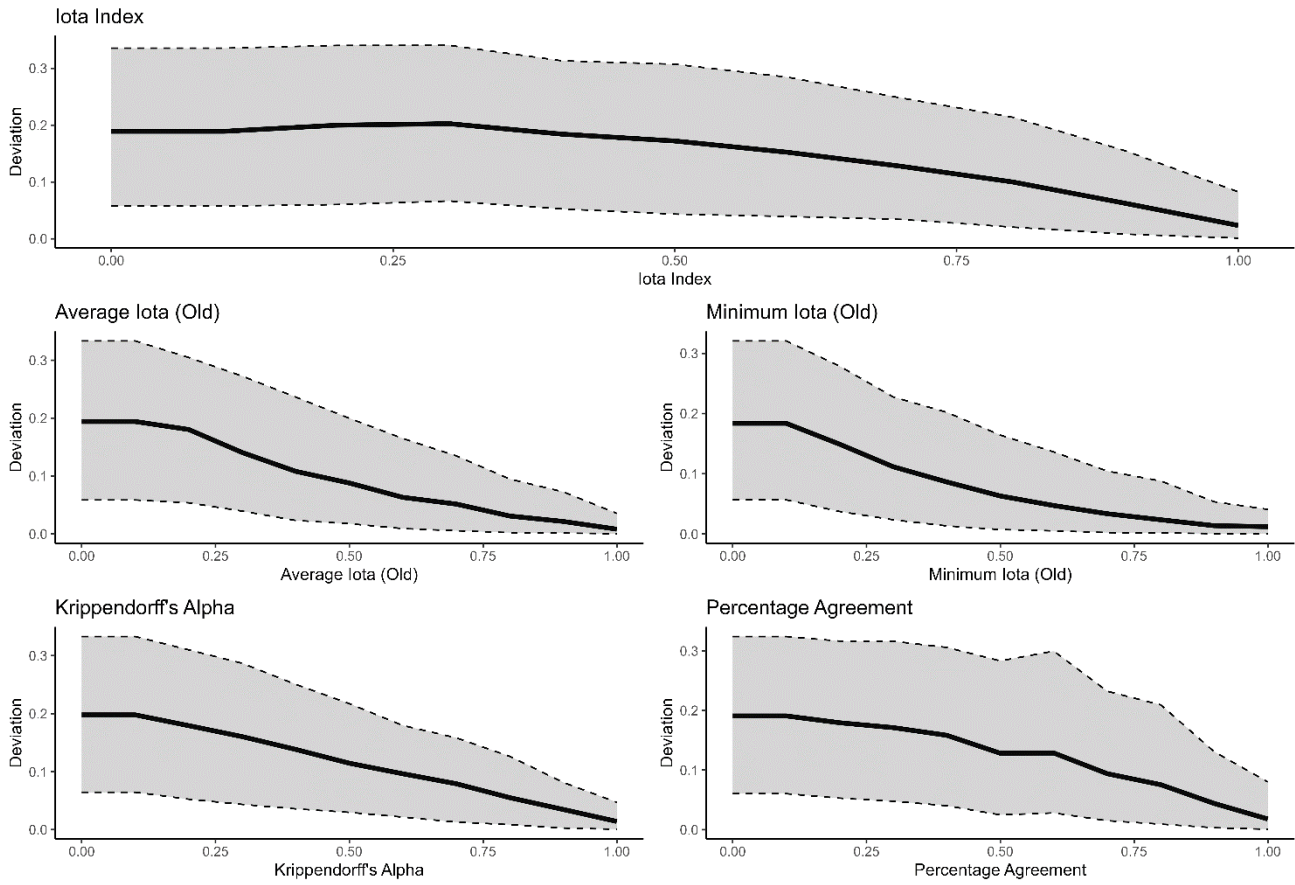 Iota Index
Deviation
0.3
0.2
0.1
0.0
0.00 0.25 0.50 0.75 1.00
Iota Index
Average Iota (Old)
Deviation
0.3
0.2
0.1
0.0
0.00 0.25 0.50 0.75 1.00
Average Iota (Old)
Minimum Iota (Old)
Deviation
0.3
0.2
0.1
0.0
0.00 0.25 0.50 0.75 1.00
Minimum Iota (Old)
Krippendorff's Alpha
Deviation
0.3
0.2
0.1
0.0
0.00 0.25 0.50 0.75 1.00
Krippendorff's Alpha
Percentage Agreement
Deviation
0.3
0.2
0.1
0.0
0.00 0.25 0.50 0.75 1.00
Percentage Agreement